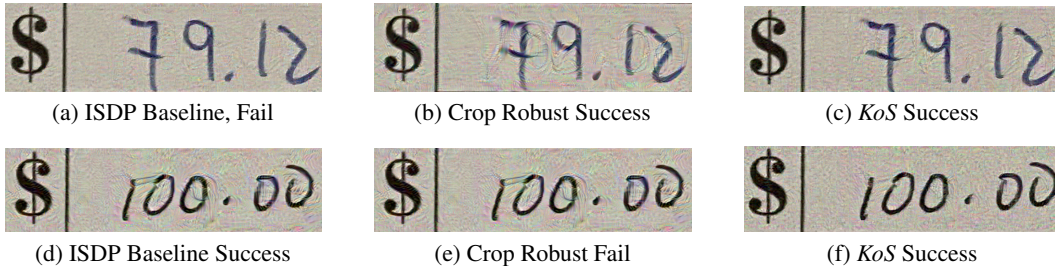 $ 79.12 $ 79.12 $ 79.12
(a) ISDP Baseline, Fail (b) Crop Robust Success (c) KoS Success
$ 100.00 $ 100.00 $ 100.00
(d) ISDP Baseline Success (e) Crop Robust Fail (f) KoS Success